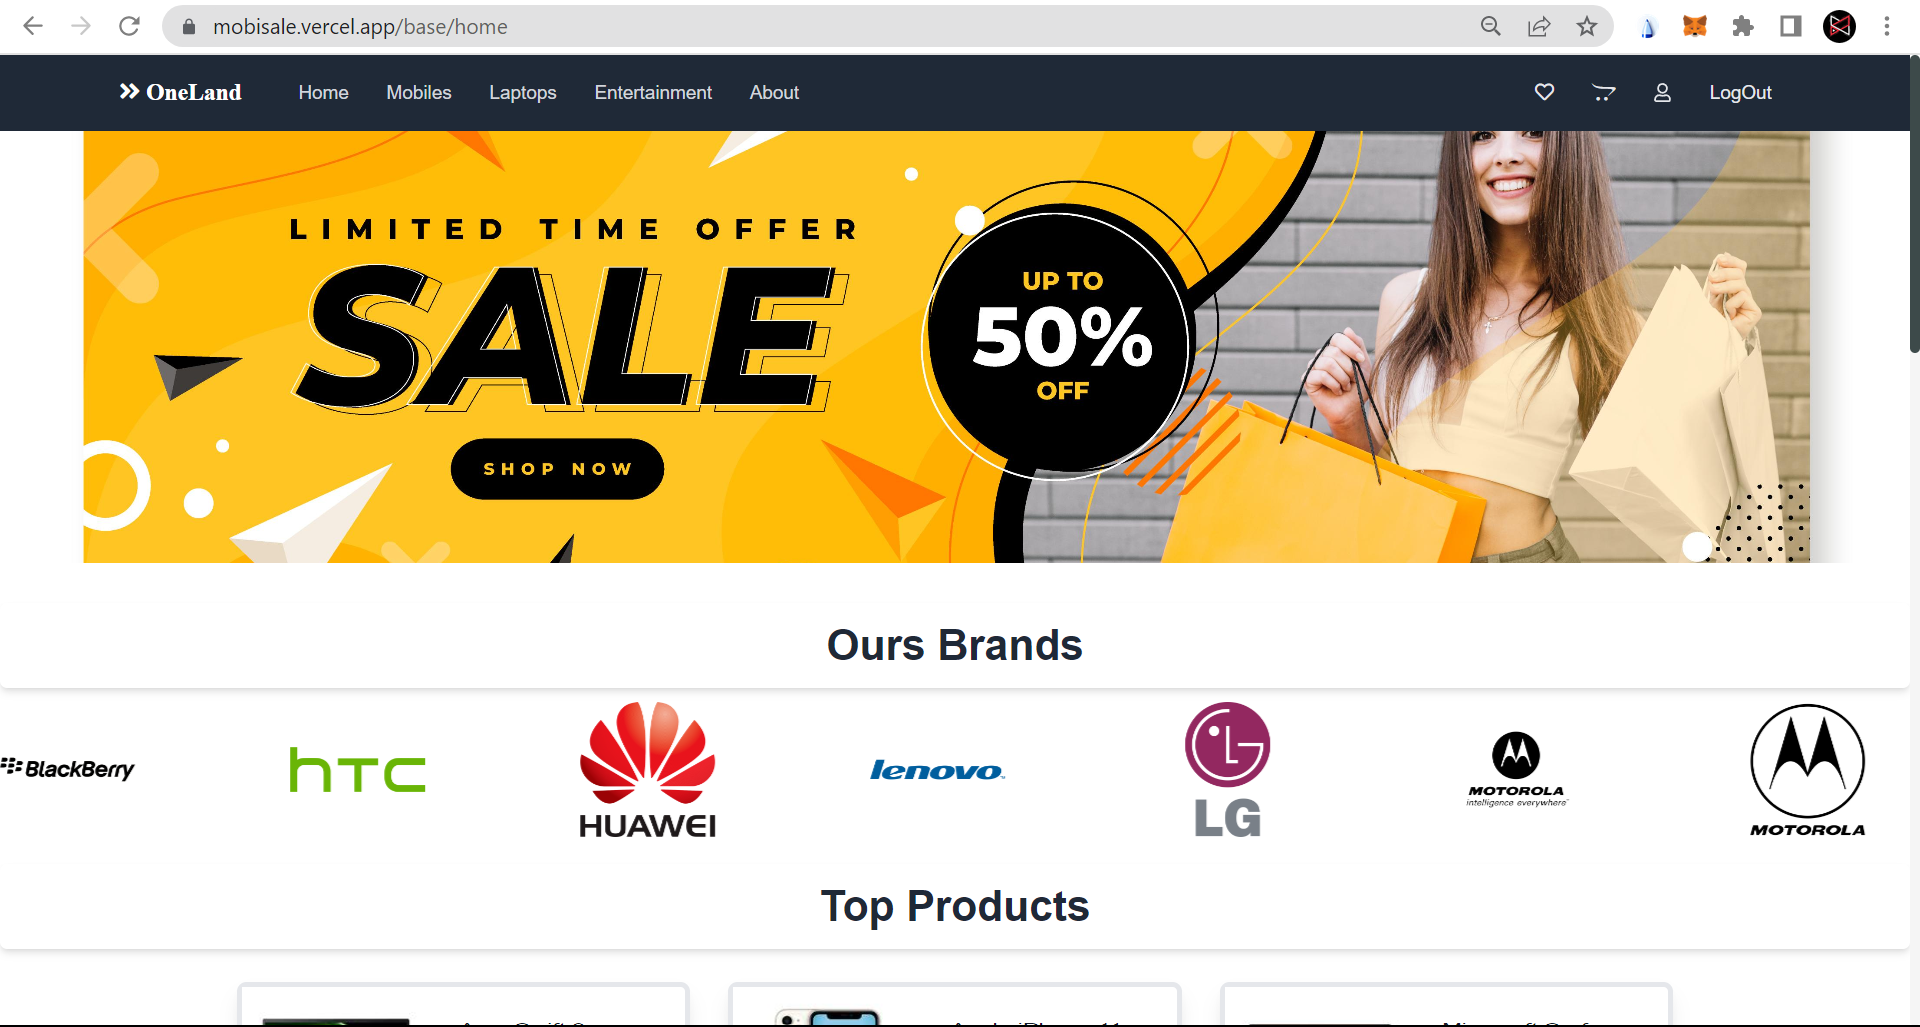 mobisale.vercel.app/base/home
OneLand Home Mobiles Laptops Entertainment About LogOut
LIMITED TIME OFFER
SALE
UP TO
50%
OFF
SHOP NOW
Ours Brands
BlackBerry
hTC
HUAWEI
lenovo
LG
MOTOROLA
intelligence everywhere
MOTOROLA
Top Products